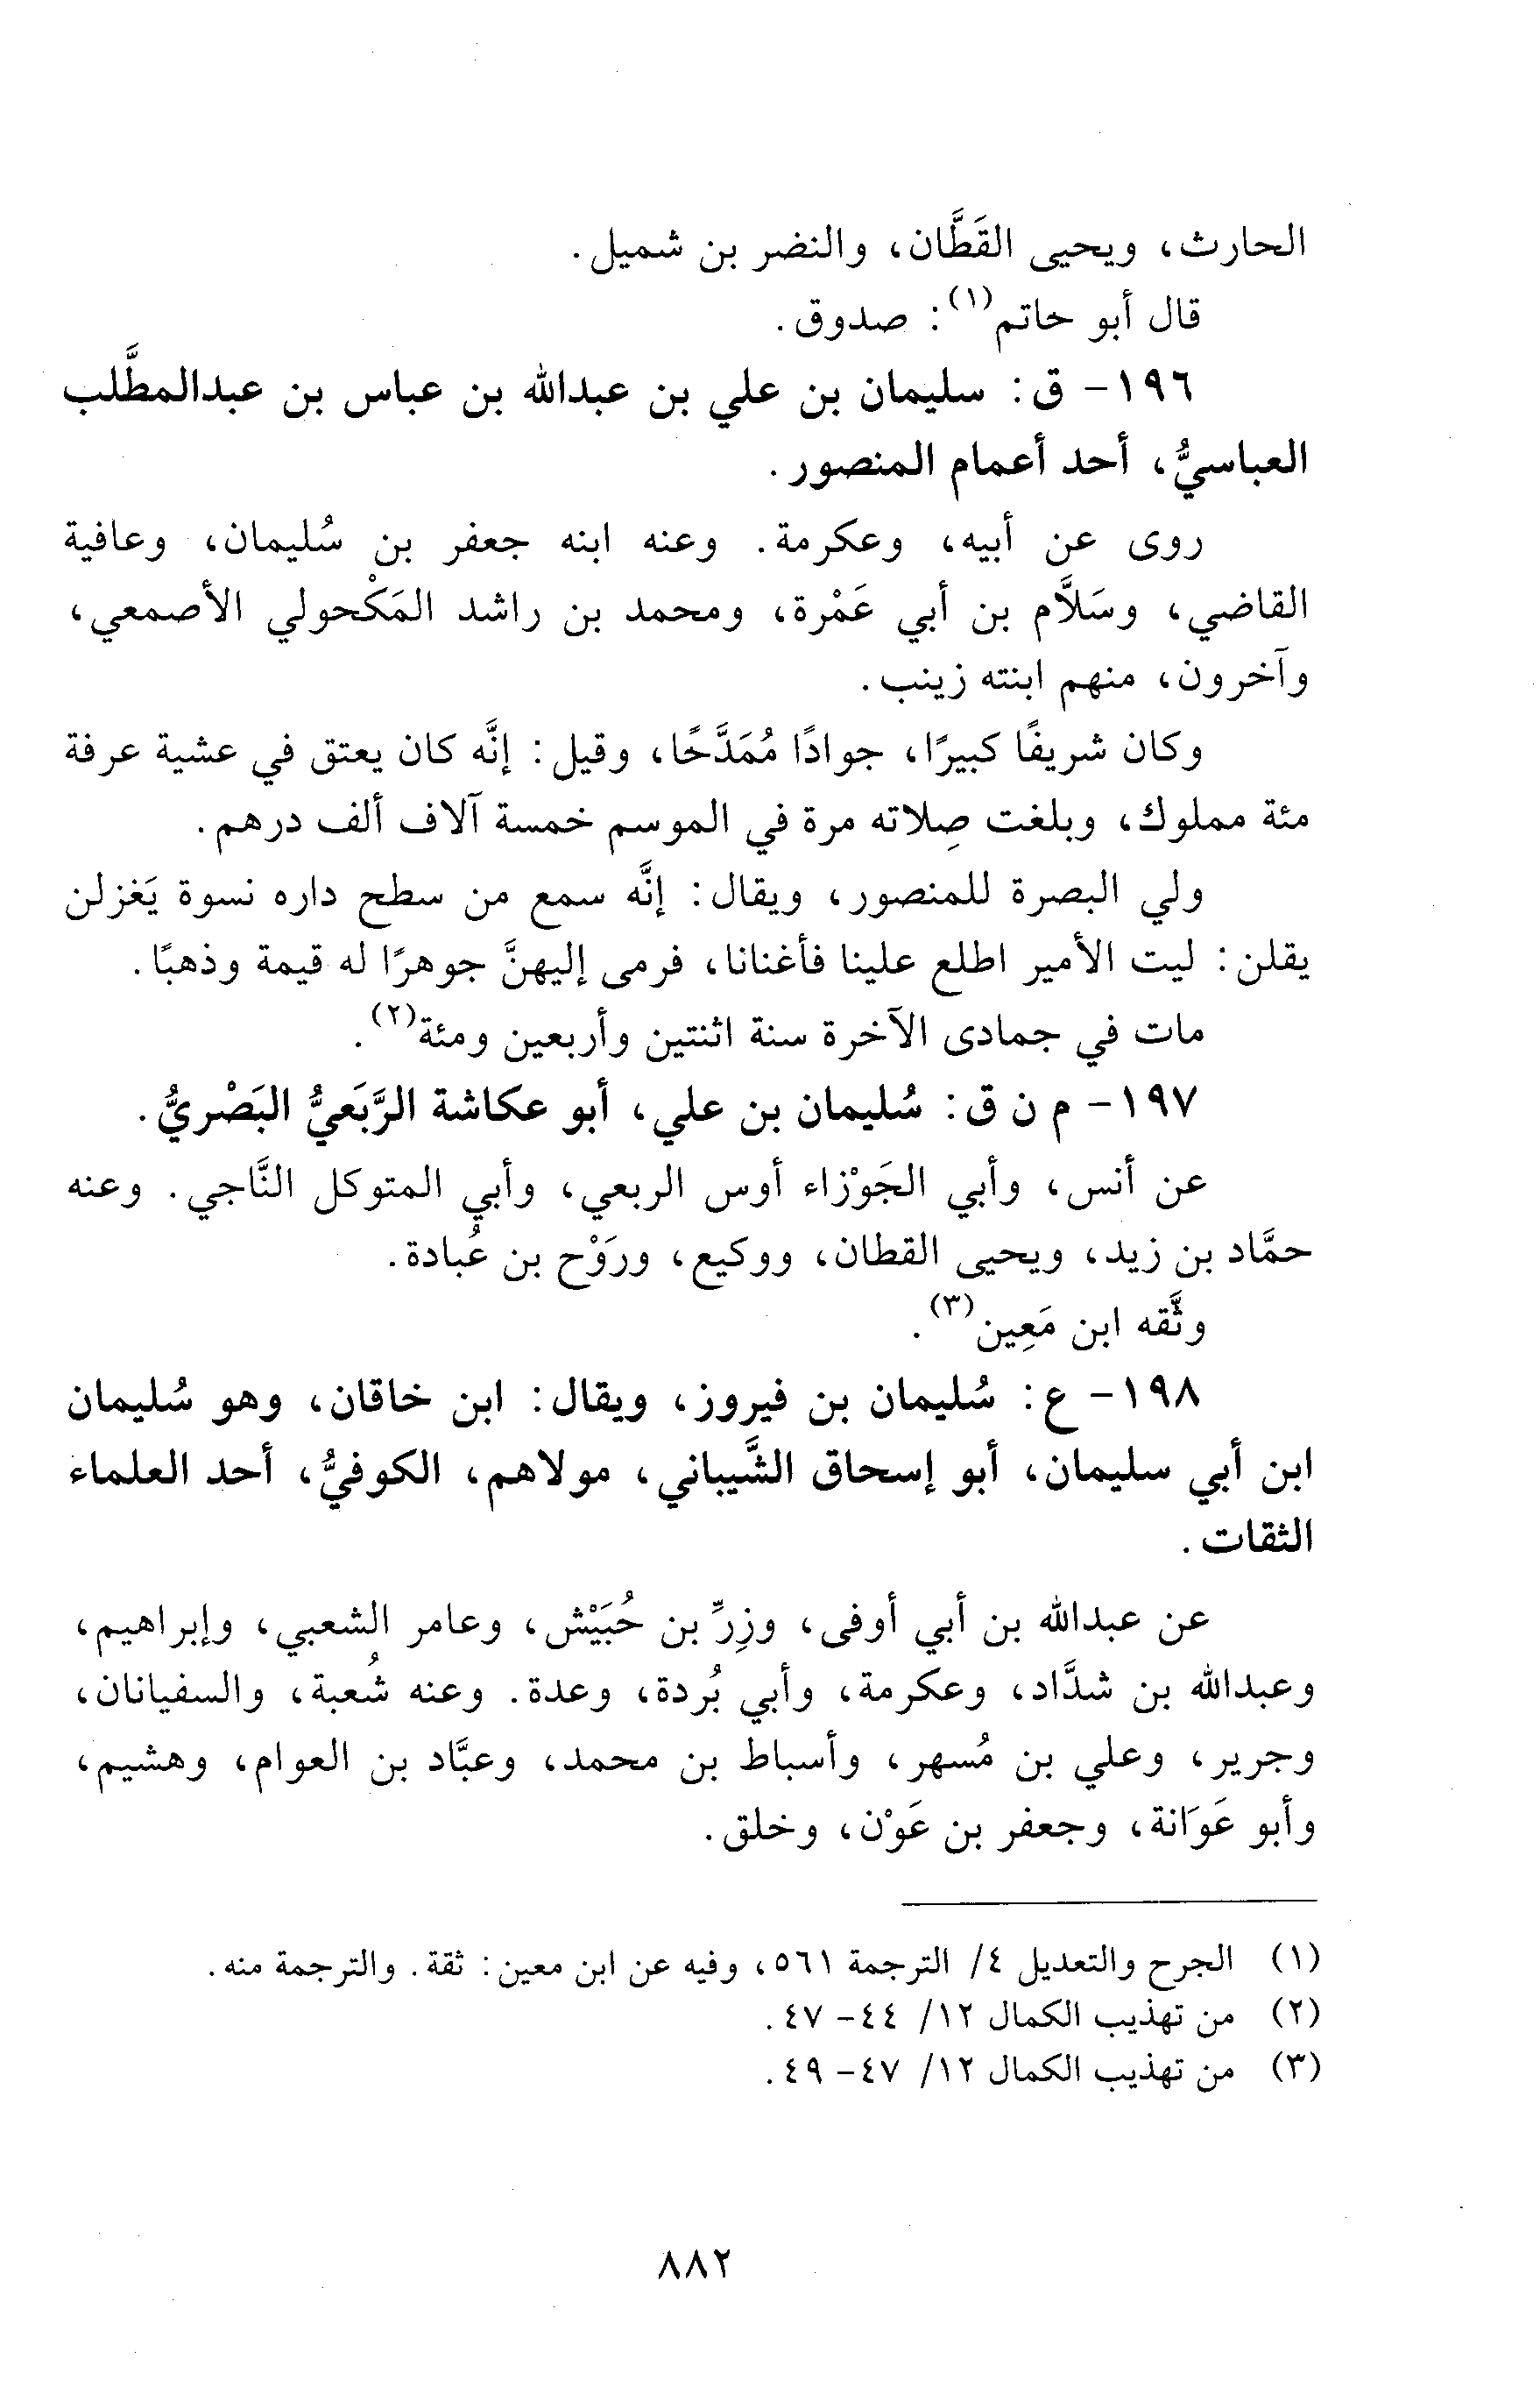 الحارث، ويحيى القَطَّان، والنضر بن شميل.
قال أبو حاتم(١): صدوق.
١٩٦- ق: سليمان بن علي بن عبدالله بن عباس بن عبدالمطَّلب
العباسيُّ، أحد أعمام المنصور.
روى عن أبيه، وعكرمة. وعنه ابنه جعفر بن سُليمان، وعافية
القاضي، وسَلاَّم بن أبي عَمْرة، ومحمد بن راشد المَكْحولي الأصمعي،
وآخرون، منهم ابنته زينب.
وكان شريفًا كبيرًا، جوادًا مُمَدَّحًا، وقيل: إنَّه كان يعتق في عشية عرفة
مئة مملوك، وبلغت صِلاته مرة في الموسم خمسة آلاف ألف درهم.
ولي البصرة للمنصور، ويقال: إنَّه سمع من سطح داره نسوة يَغزلن
يقلن: ليت الأمير اطلع علينا فأغنانا، فرمى إليهنَّ جوهرًا له قيمة وذهبًا.
مات في جمادى الآخرة سنة اثنتين وأربعين ومئة(٢).
١٩٧- م ن ق: سُليمان بن علي، أبو عكاشة الرَّبَعيُّ البَصْريُّ.
عن أنس، وأبي الجَوْزاء أوس الربعي، وأبي المتوكل النَّاجي. وعنه
حمَّاد بن زيد، ويحيى القطان، ووكيع، ورَوْح بن عُبادة.
وثَّقه ابن مَعِين(٣).
١٩٨- ع: سُليمان بن فيروز، ويقال: ابن خاقان، وهو سُليمان
ابن أبي سليمان، أبو إسحاق الشَّيباني، مولاهم، الكوفيُّ، أحد العلماء
الثقات.
عن عبدالله بن أبي أوفى، وزِرِّ بن حُبَيْش، وعامر الشعبي، وإبراهيم،
وعبدالله بن شدَّاد، وعكرمة، وأبي بُردة، وعدة. وعنه شُعبة، والسفيانان،
وجرير، وعلي بن مُسهر، وأسباط بن محمد، وعبَّاد بن العوام، وهشيم،
وأبو عَوَانة، وجعفر بن عَوْن، وخلق.
(١) الجرح والتعديل ٤/ الترجمة ٥٦١، وفيه عن ابن معين: ثقة. والترجمة منه.
(٢) من تهذيب الكمال ١٢/ ٤٤- ٤٧.
(٣) من تهذيب الكمال ١٢/ ٤٧- ٤٩.
٨٨٢